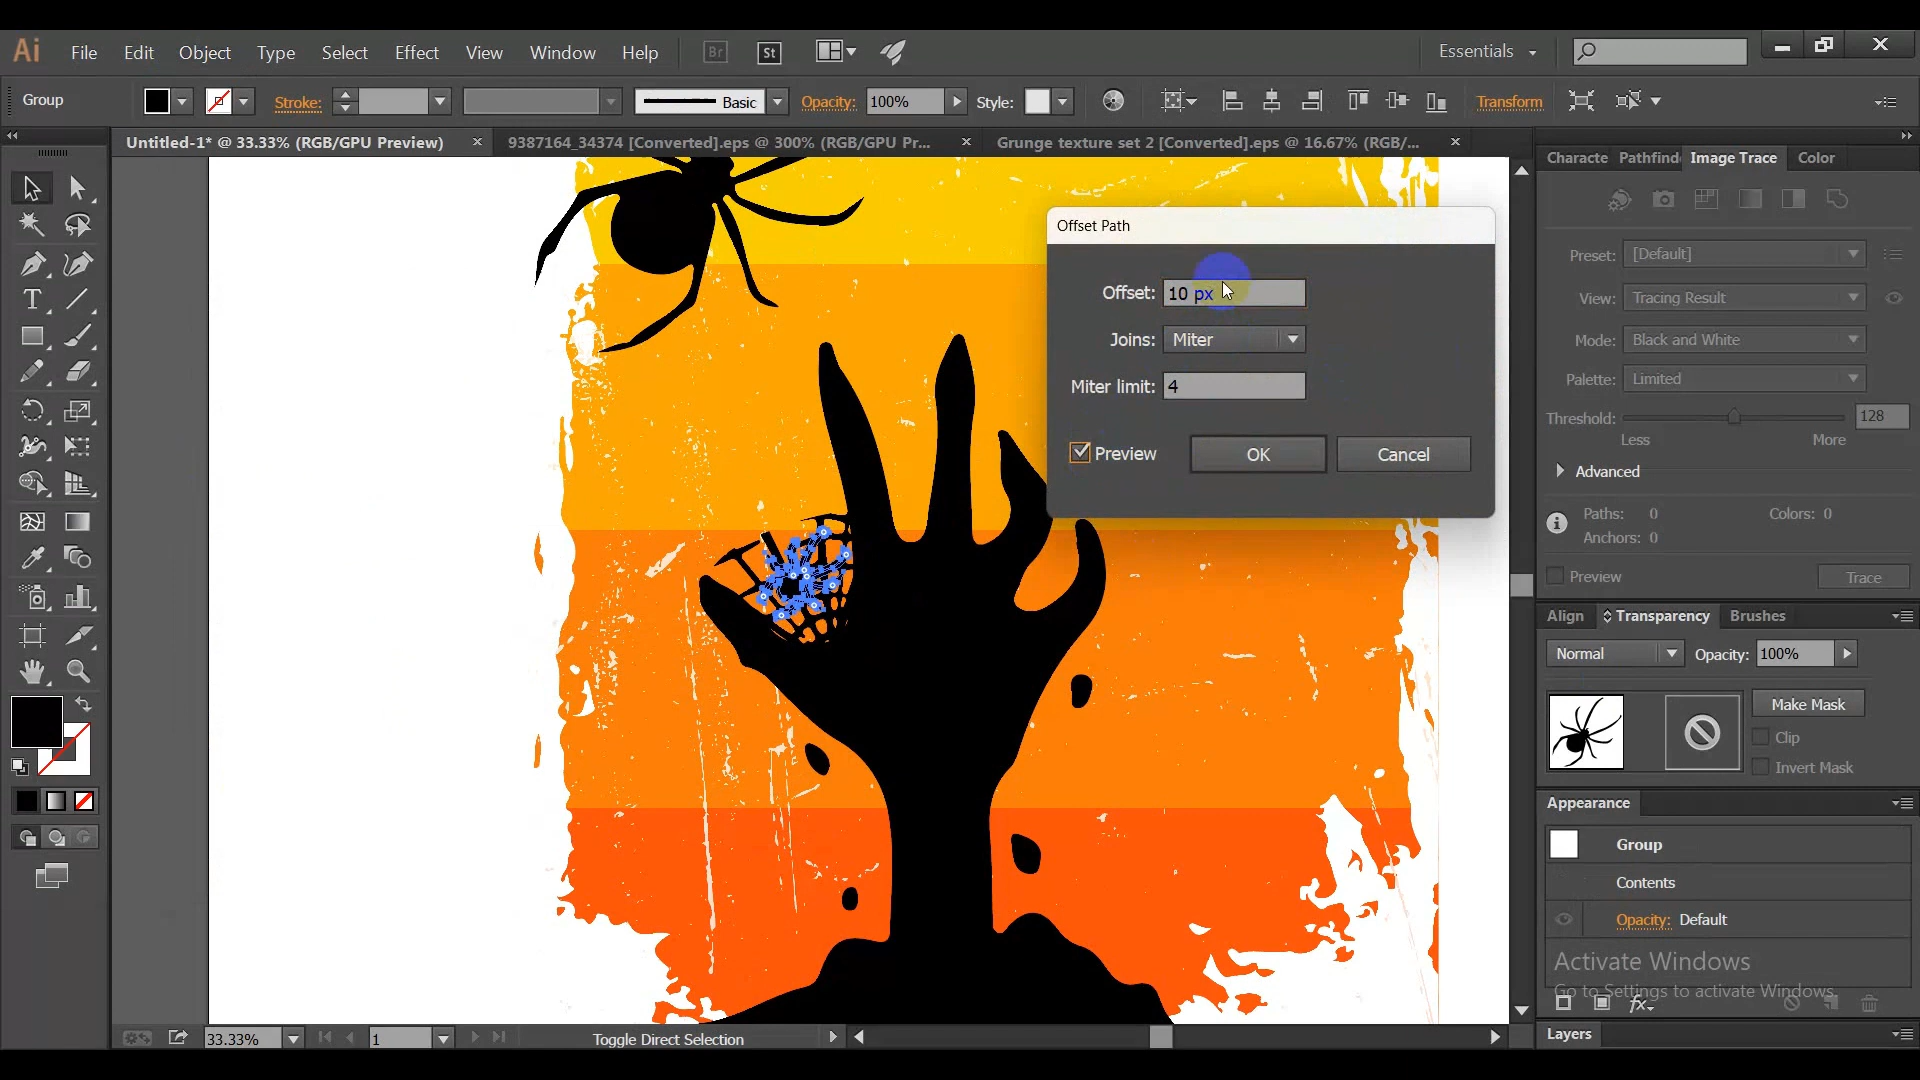 Ai File Edit Object Type Select Effect View Window Help Br St Essentials
Group Stroke: Basic Opacity: 100% Style: Transform
Untitled-1* @ 33.33% (RGB/GPU Preview) 9387164_34374 [Converted].eps @ 300% (RGB/GPU Pr... Grunge texture set 2 [Converted].eps @ 16.67% (RGB/...
Characte Pathfind Image Trace Color
Offset Path
Offset: 10 px
Joins: Miter
Miter limit: 4
Preview OK Cancel
Preset: [Default]
View: Tracing Result
Mode: Black and White
Palette: Limited
Threshold: 128
Less More
Advanced
Paths: 0 Colors: 0
Anchors: 0
Preview Trace
Align Transparency Brushes
Normal Opacity: 100%
Make Mask
Clip
Invert Mask
Appearance
Group
Contents
Opacity: Default
Activate Windows
Go to Settings to activate Windows.
fx
Layers
33.33% 1 Toggle Direct Selection